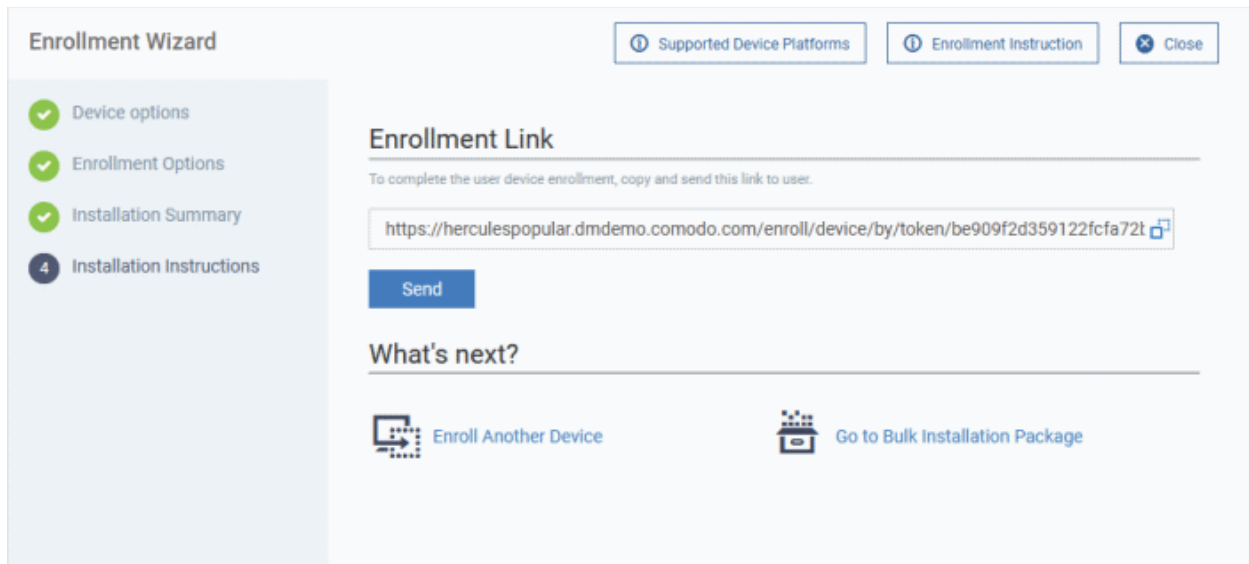 Enrollment Wizard
Supported Device Platforms
Enrollment Instruction
Close
Device options
Enrollment Options
Installation Summary
4 Installation Instructions
Enrollment Link
To complete the user device enrollment, copy and send this link to user.
https://herculespopular.dmdemo.comodo.com/enroll/device/by/token/be909f2d359122fcfa72b
Send
What's next?
Enroll Another Device
Go to Bulk Installation Package